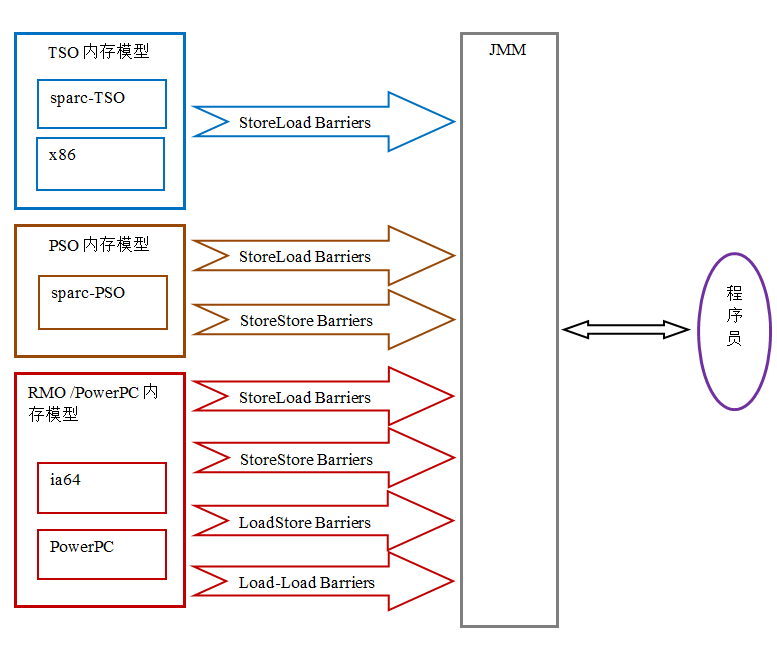 TSO 内存模型
sparc-TSO
x86
StoreLoad Barriers
PSO 内存模型
sparc-PSO
StoreLoad Barriers
StoreStore Barriers
RMO /PowerPC 内
存模型
ia64
PowerPC
StoreLoad Barriers
StoreStore Barriers
LoadStore Barriers
Load-Load Barriers
JMM
程
序
员